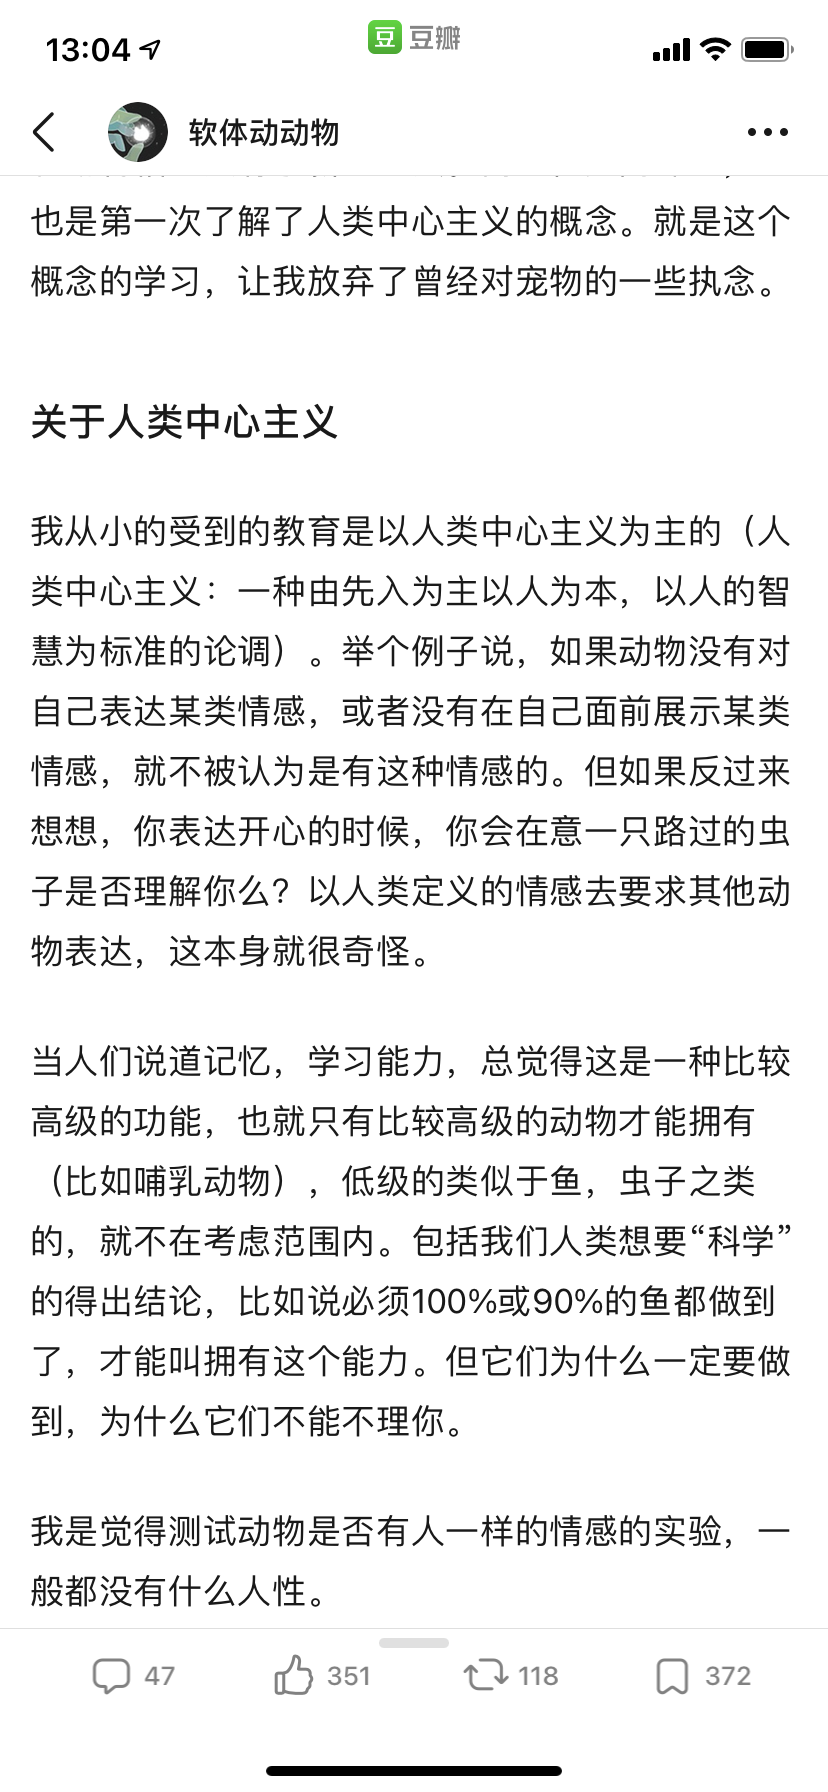 13:04
豆 豆瓣
软体动动物
也是第一次了解了人类中心主义的概念。就是这个
概念的学习，让我放弃了曾经对宠物的一些执念。
关于人类中心主义
我从小的受到的教育是以人类中心主义为主的（人
类中心主义：一种由先入为主以人为本，以人的智
慧为标准的论调）。举个例子说，如果动物没有对
自己表达某类情感，或者没有在自己面前展示某类
情感，就不被认为是有这种情感的。但如果反过来
想想，你表达开心的时候，你会在意一只路过的虫
子是否理解你么？以人类定义的情感去要求其他动
物表达，这本身就很奇怪。
当人们说道记忆，学习能力，总觉得这是一种比较
高级的功能，也就只有比较高级的动物才能拥有
（比如哺乳动物），低级的类似于鱼，虫子之类
的，就不在考虑范围内。包括我们人类想要“科学”
的得出结论，比如说必须100%或90%的鱼都做到
了，才能叫拥有这个能力。但它们为什么一定要做
到，为什么它们不能不理你。
我是觉得测试动物是否有人一样的情感的实验，一
般都没有什么人性。
47 351 118 372